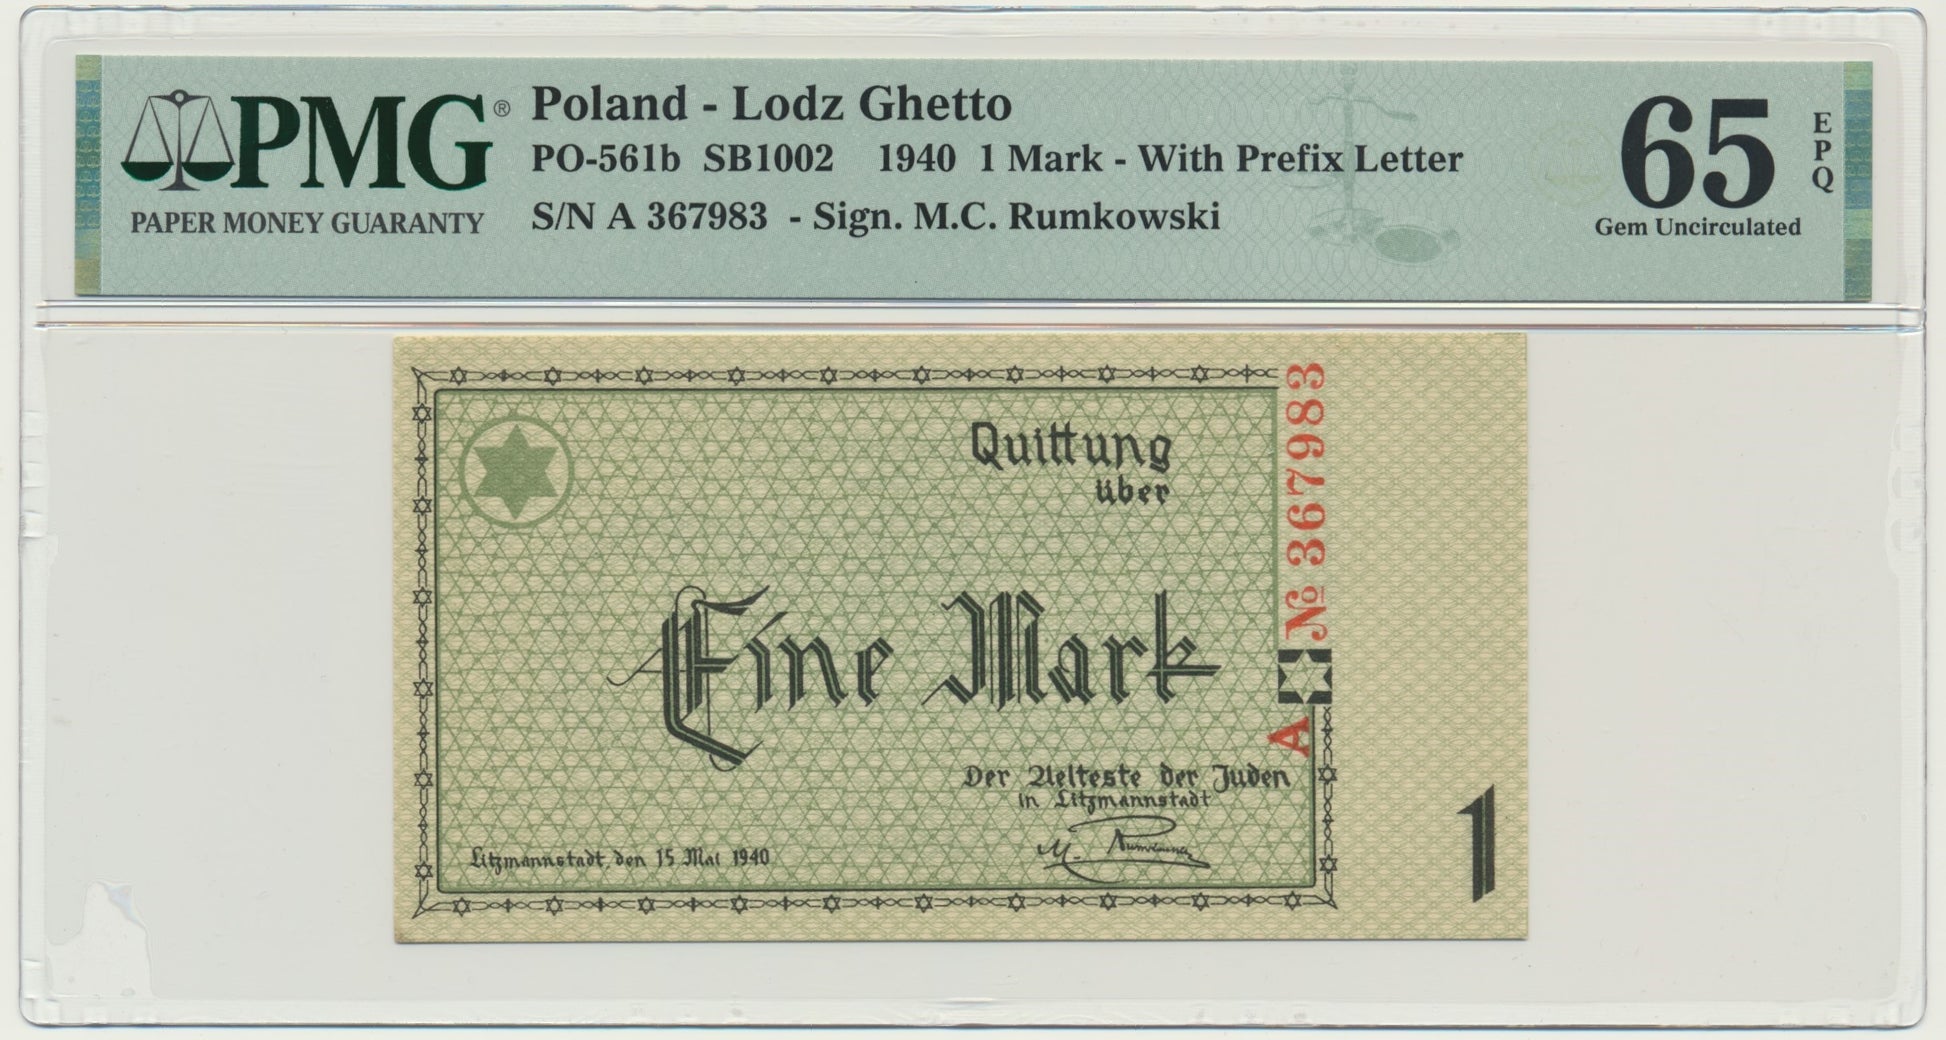 PMG®
PAPER MONEY GUARANTY
Poland - Lodz Ghetto
PO-561b SB1002 1940 1 Mark - With Prefix Letter
S/N A 367983 - Sign. M.C. Rumkowski
65
EPQ
Gem Uncirculated
Quittung
über
Eine Mark
Der Aelteste der Juden
in Litzmannstadt
M. Rumkowski
Litzmannstadt, den 15 Mai 1940
A № 367983
1